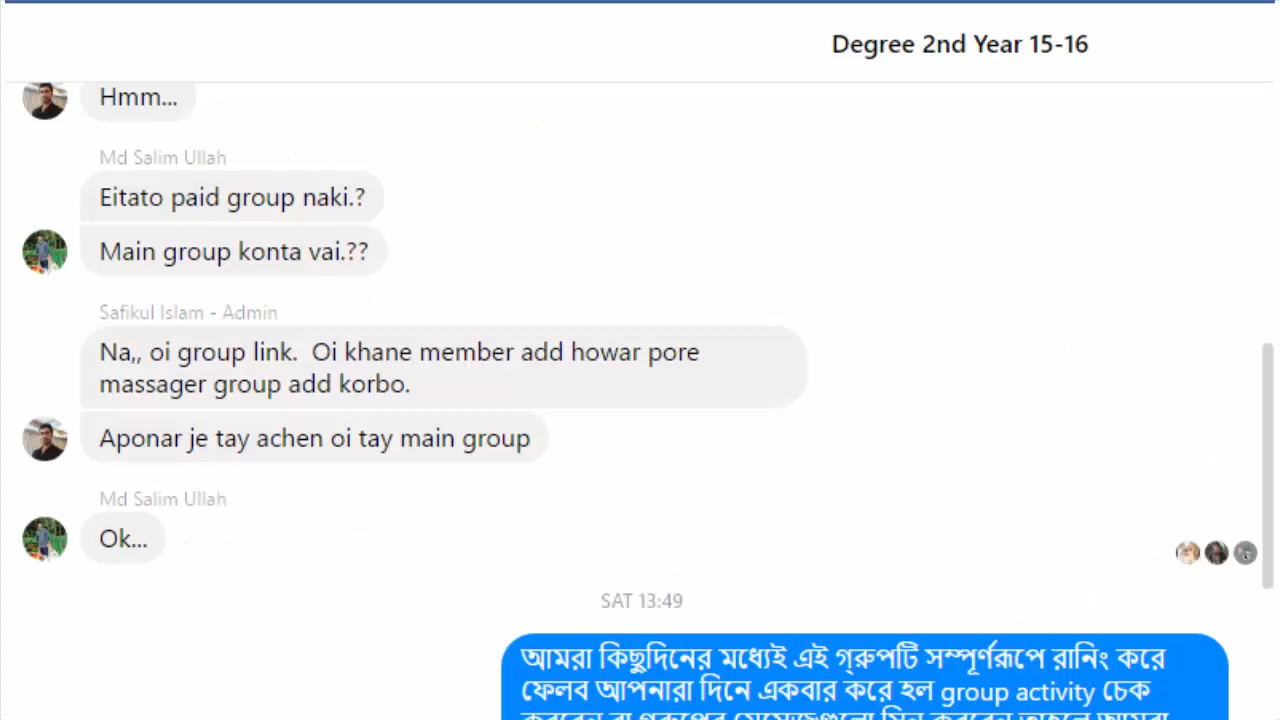 Degree 2nd Year 15-16
Hmm...
Md Salim Ullah
Eitato paid group naki.?
Main group konta vai.??
Safikul Islam - Admin
Na,, oi group link. Oi khane member add howar pore
massager group add korbo.
Aponar je tay achen oi tay main group
Md Salim Ullah
Ok...
SAT 13:49
আমরা কিছুদিনের মধ্যেই এই গ্রুপটি সম্পূর্ণরূপে রানিং করে
ফেলব আপনারা দিনে একবার করে হল group activity চেক